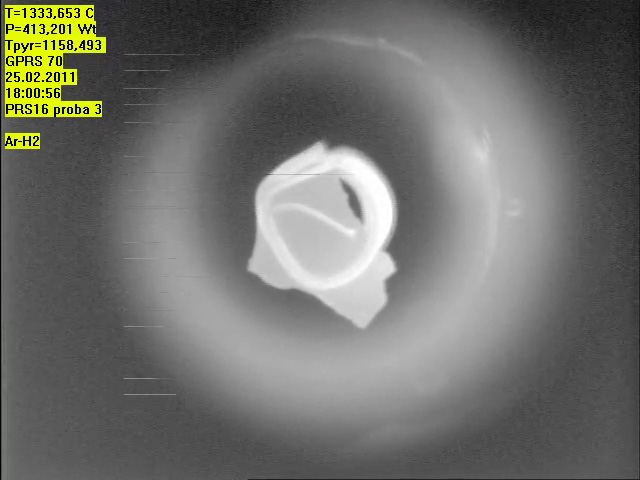 T=1333,653 C
P=413,201 Wt
Tpyr=1158,493
GPRS 70
25.02.2011
18:00:56
PRS16 proba 3
Ar-H2